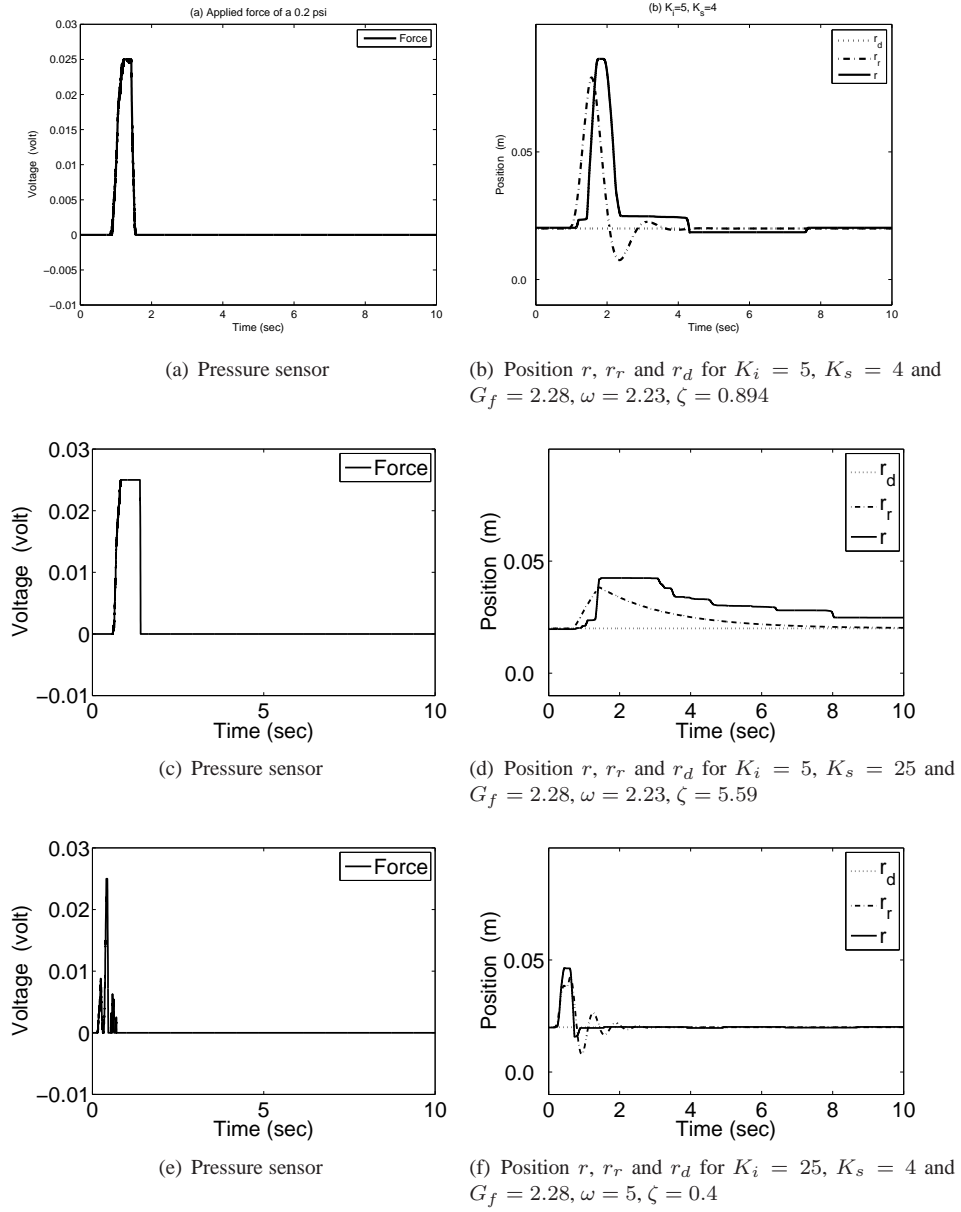 (a) Applied force of a 0.2 psi
0.03
0.025
0.02
0.015
0.01
0.005
0
−0.005
−0.01
0 2 4 6 8 10
Voltage (volt)
Time (sec)
Force
(b) K_i=5, K_s=4
0.05
0.0
0 2 4 6 8 10
Position (m)
Time (sec)
r_d
r_r
r
(a) Pressure sensor
(b) Position r, r_r and r_d for K_i = 5, K_s = 4 and
G_f = 2.28, ω = 2.23, ζ = 0.894
0.03
0.02
0.01
0
−0.01
0 5 10
Voltage (volt)
Time (sec)
Force
0.05
0.0
0 2 4 6 8 10
Position (m)
Time (sec)
r_d
r_r
r
(c) Pressure sensor
(d) Position r, r_r and r_d for K_i = 5, K_s = 25 and
G_f = 2.28, ω = 2.23, ζ = 5.59
0.03
0.02
0.01
0
−0.01
0 5 10
Voltage (volt)
Time (sec)
Force
0.05
0.0
0 2 4 6 8 10
Position (m)
Time (sec)
r_d
r_r
r
(e) Pressure sensor
(f) Position r, r_r and r_d for K_i = 25, K_s = 4 and
G_f = 2.28, ω = 5, ζ = 0.4